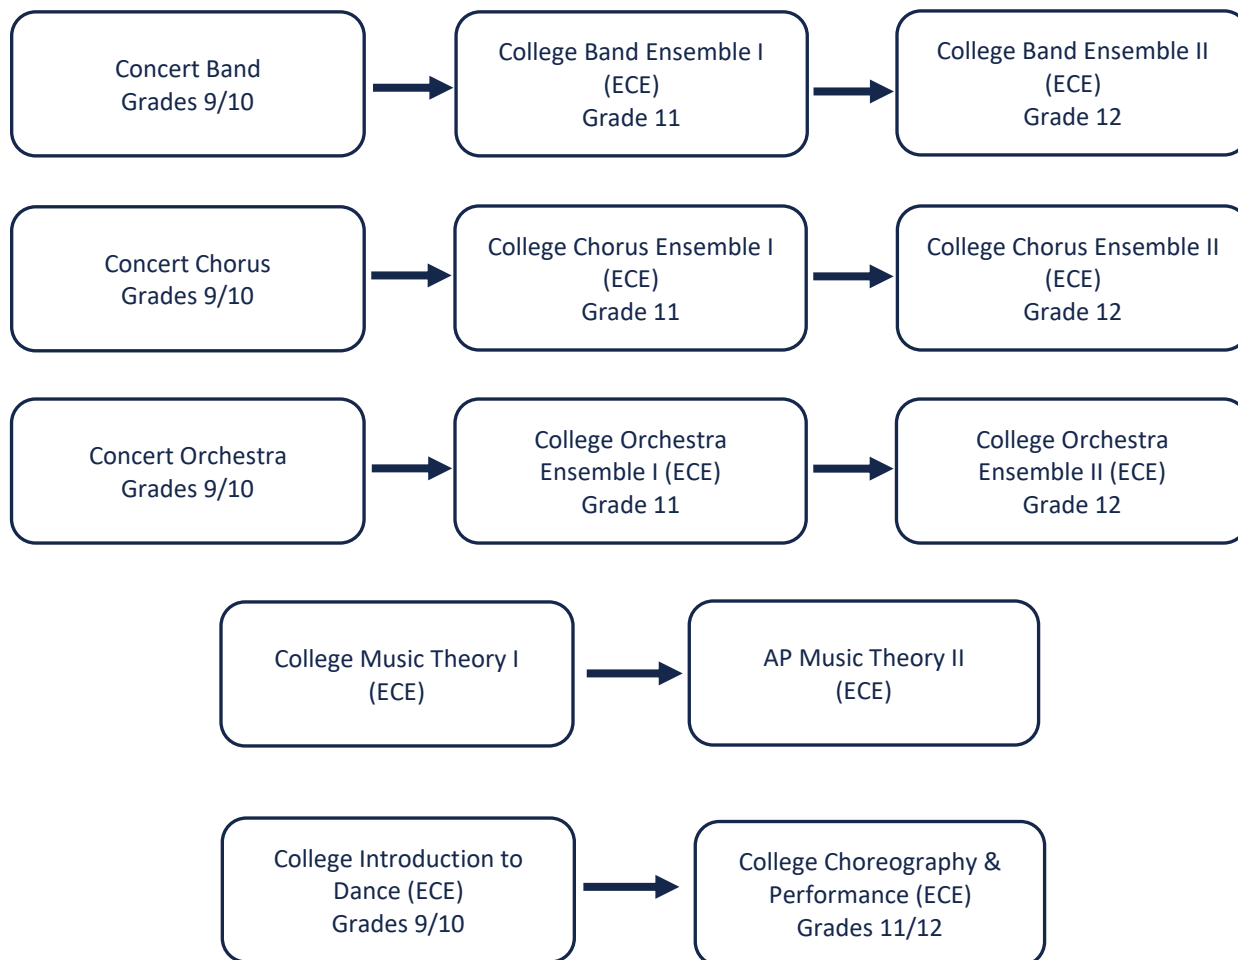 Concert Band
Grades 9/10
College Band Ensemble I
(ECE)
Grade 11
College Band Ensemble II
(ECE)
Grade 12
Concert Chorus
Grades 9/10
College Chorus Ensemble I
(ECE)
Grade 11
College Chorus Ensemble II
(ECE)
Grade 12
Concert Orchestra
Grades 9/10
College Orchestra
Ensemble I (ECE)
Grade 11
College Orchestra
Ensemble II (ECE)
Grade 12
College Music Theory I
(ECE)
AP Music Theory II
(ECE)
College Introduction to
Dance (ECE)
Grades 9/10
College Choreography &
Performance (ECE)
Grades 11/12